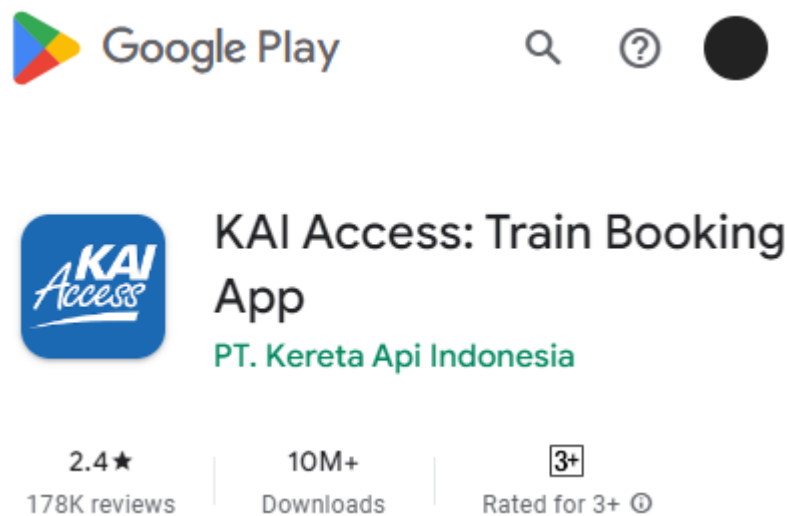 Google Play
KAI
Access
KAI Access: Train Booking
App
PT. Kereta Api Indonesia
2.4★
10M+
3+
178K reviews
Downloads
Rated for 3+